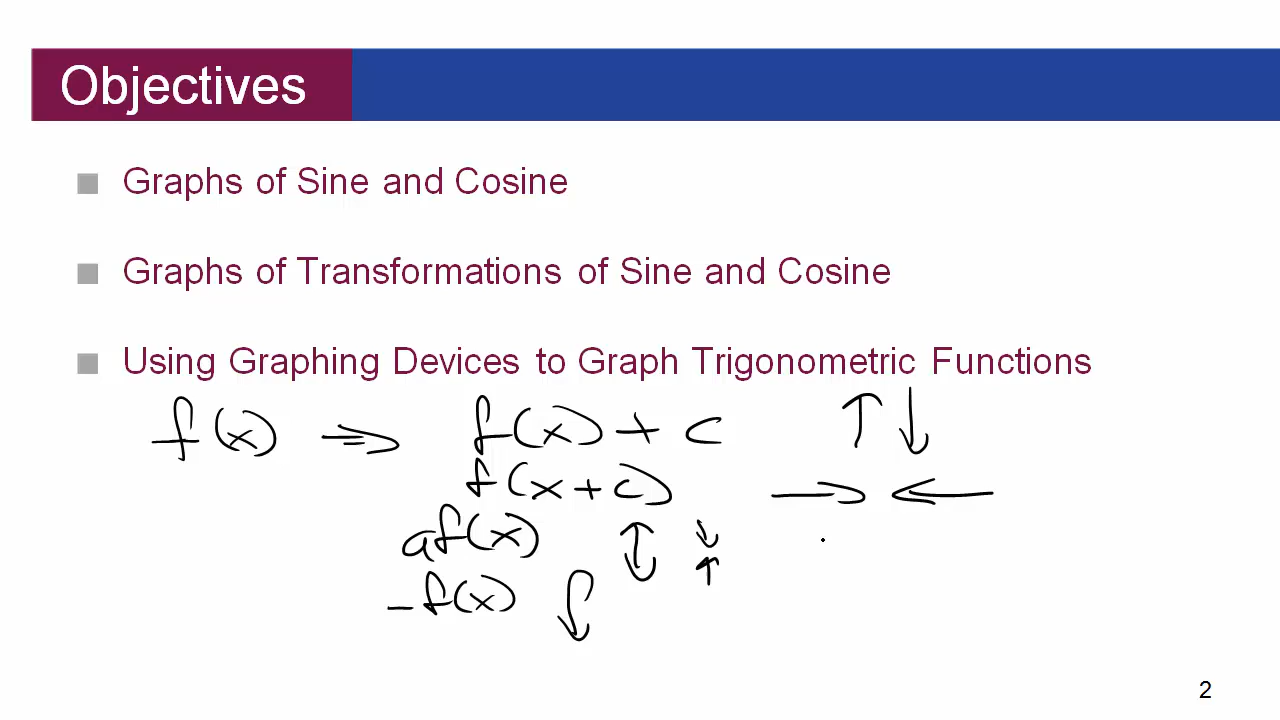 Objectives
Graphs of Sine and Cosine
Graphs of Transformations of Sine and Cosine
Using Graphing Devices to Graph Trigonometric Functions
f(x) ⇒ f(x) + c ↑ ↓
f(x + c) → ←
af(x) ↕ ↓ ↑
-f(x) ↓
2